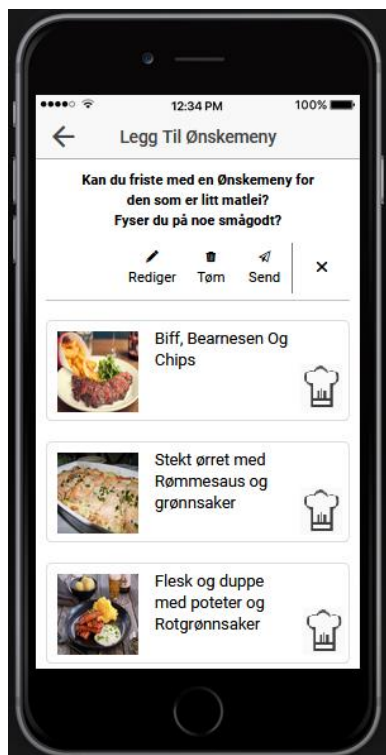 12:34 PM
100%
Legg Til Ønskemeny
Kan du friste med en Ønskemeny for
den som er litt matlei?
Fyser du på noe smågodt?
Rediger Tøm Send
Biff, Bearnesen Og
Chips
Stekt ørret med
Rømmesaus og
grønnsaker
Flesk og duppe
med poteter og
Rotgrønnsaker